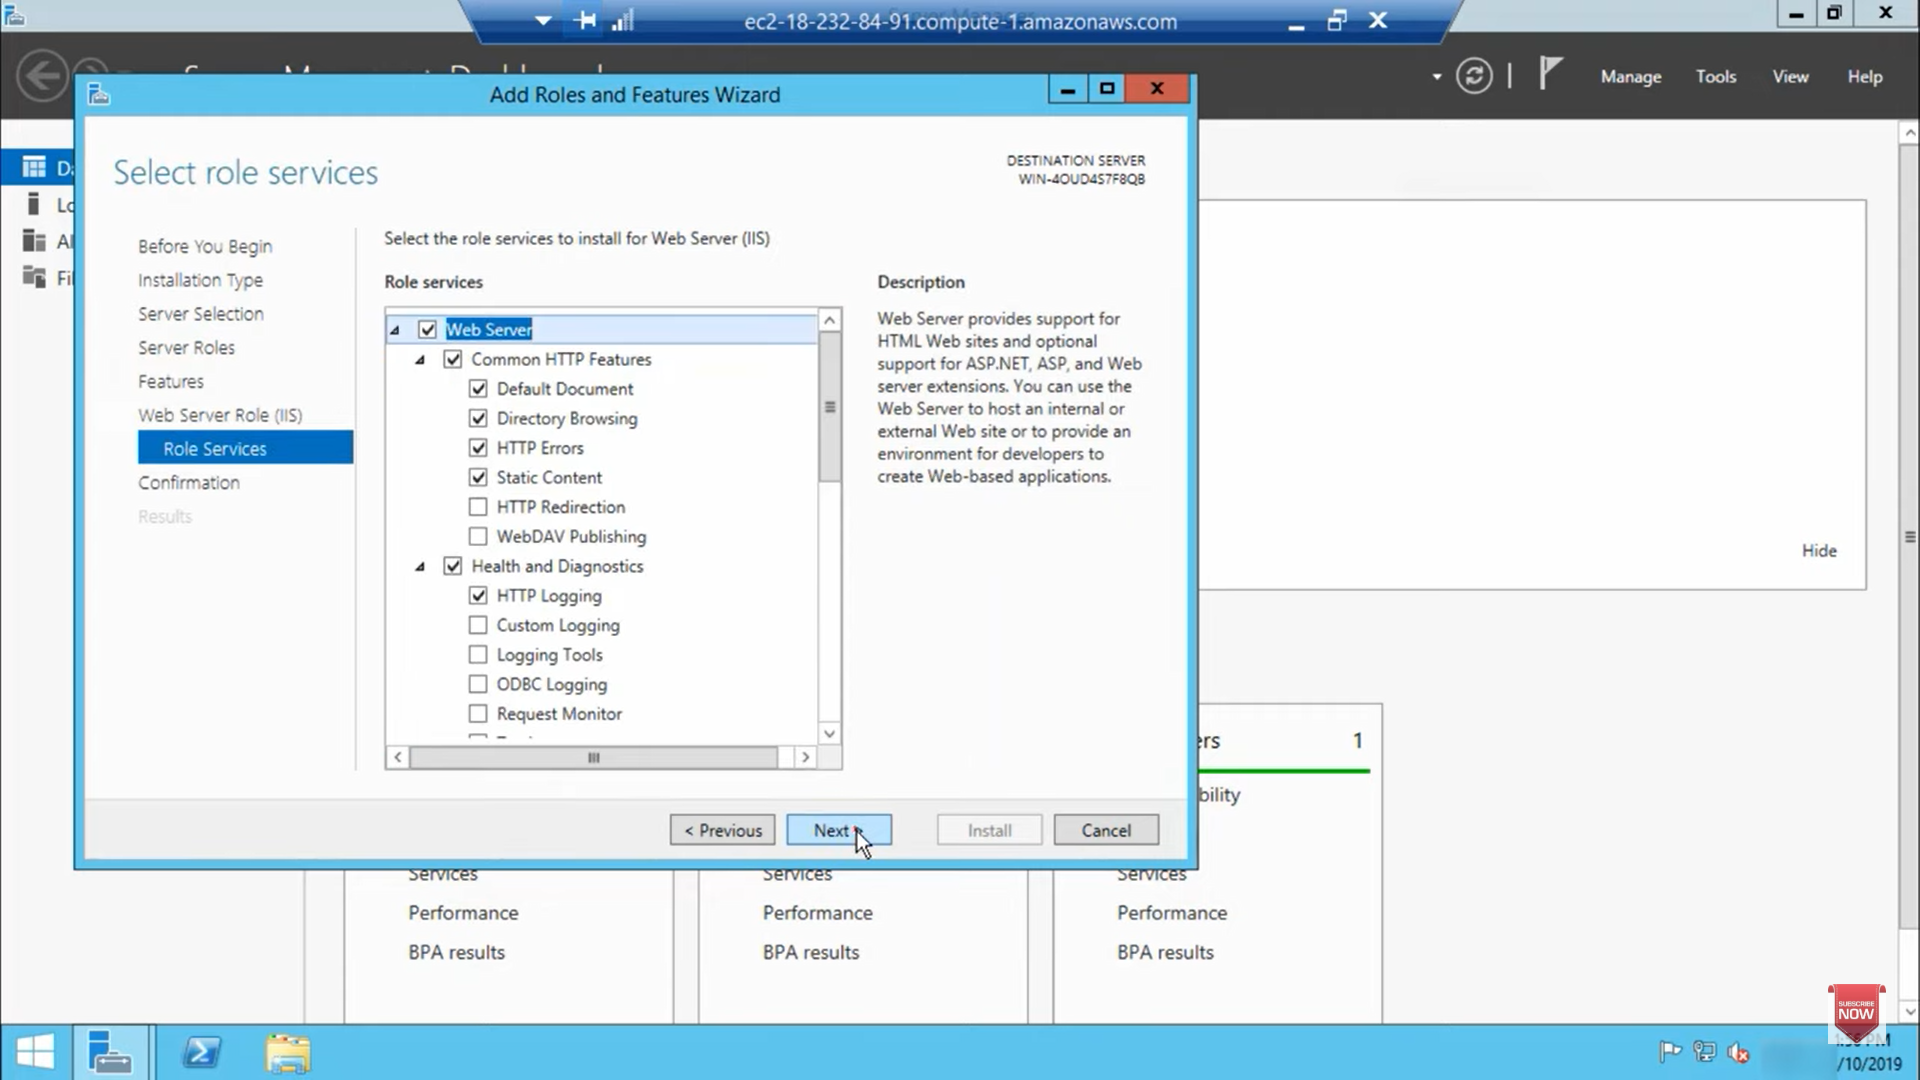 ec2-18-232-84-91.compute-1.amazonaws.com
Manage
Tools
View
Help
Add Roles and Features Wizard
Select role services
DESTINATION SERVER
WIN-4OUD4S7F8QB
Before You Begin
Installation Type
Server Selection
Server Roles
Features
Web Server Role (IIS)
Role Services
Confirmation
Results
Select the role services to install for Web Server (IIS)
Role services
Web Server
Common HTTP Features
Default Document
Directory Browsing
HTTP Errors
Static Content
HTTP Redirection
WebDAV Publishing
Health and Diagnostics
HTTP Logging
Custom Logging
Logging Tools
ODBC Logging
Request Monitor
Description
Web Server provides support for
HTML Web sites and optional
support for ASP.NET, ASP, and Web
server extensions. You can use the
Web Server to host an internal or
external Web site or to provide an
environment for developers to
create Web-based applications.
< Previous
Next
Install
Cancel
Hide
ers 1
bility
Services
Performance
BPA results
Services
Performance
BPA results
Services
Performance
BPA results
SUBSCRIBE
NOW
PM
/10/2019